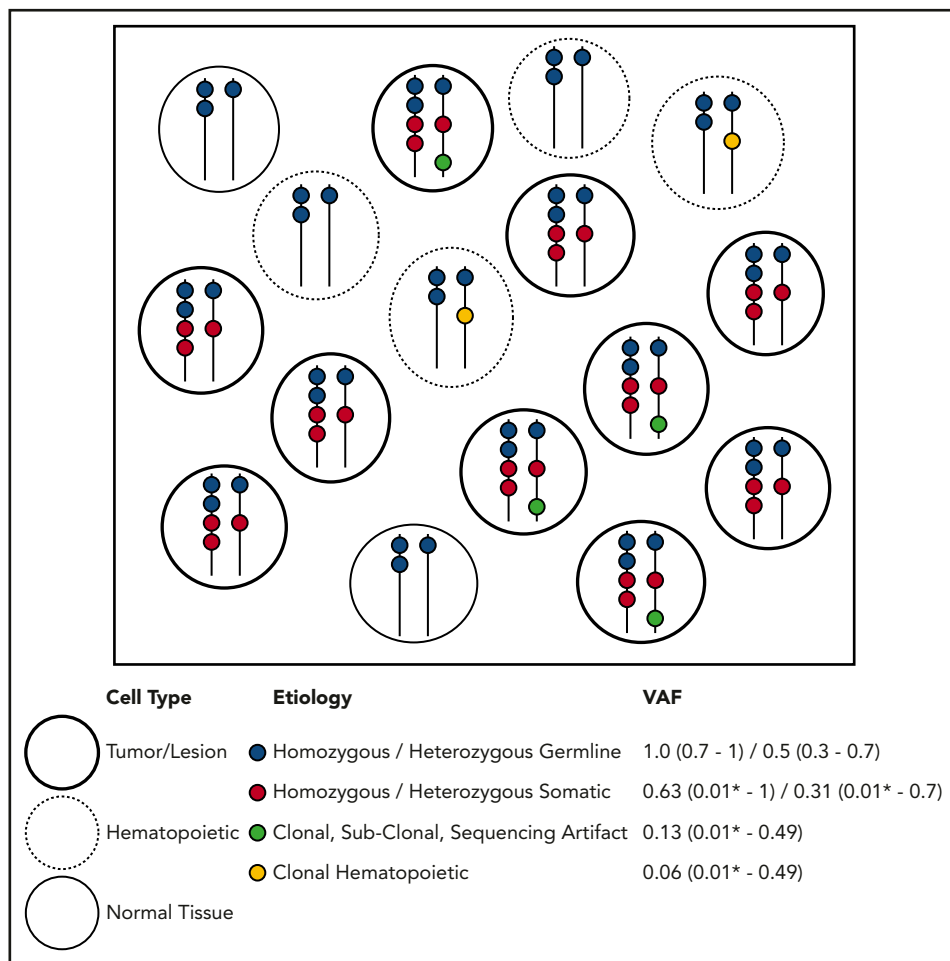 Cell Type Etiology VAF
Tumor/Lesion Homozygous / Heterozygous Germline 1.0 (0.7 - 1) / 0.5 (0.3 - 0.7)
Homozygous / Heterozygous Somatic 0.63 (0.01* - 1) / 0.31 (0.01* - 0.7)
Hematopoietic Clonal, Sub-Clonal, Sequencing Artifact 0.13 (0.01* - 0.49)
Clonal Hematopoietic 0.06 (0.01* - 0.49)
Normal Tissue